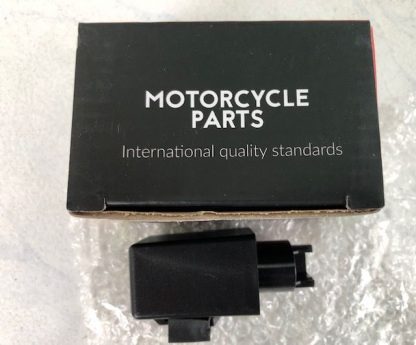 MOTORCYCLE
PARTS
International quality standards